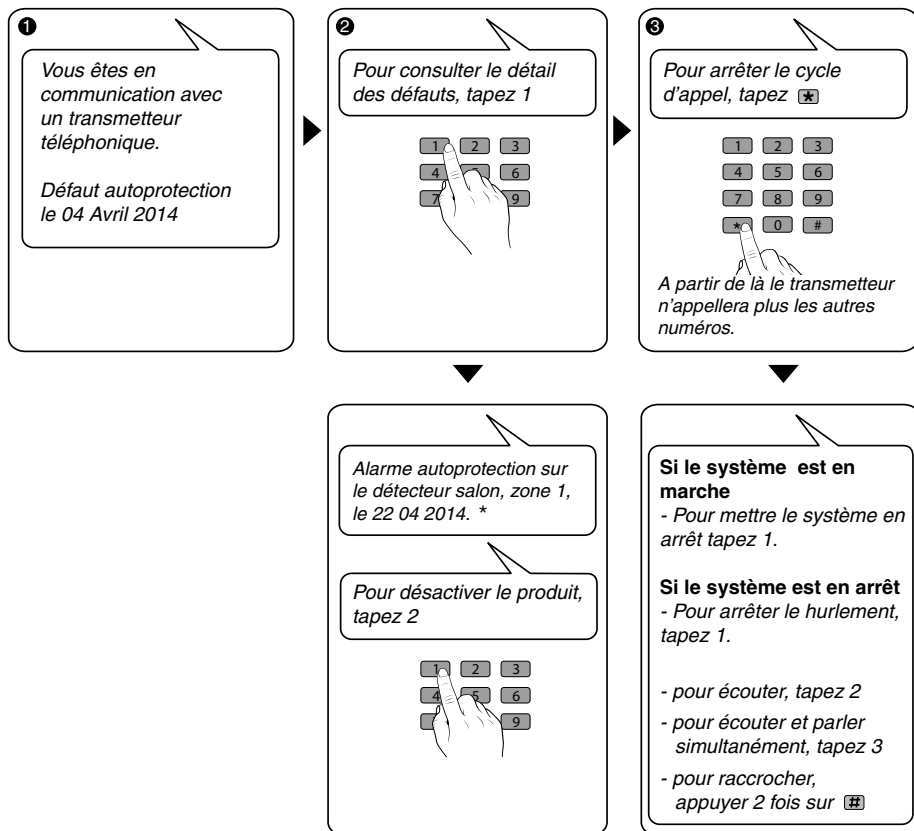 ❶
Vous êtes en
communication avec
un transmetteur
téléphonique.
Défaut autoprotection
le 04 Avril 2014
❷
Pour consulter le détail
des défauts, tapez 1
1 2 3
4 5 6
7 9
❸
Pour arrêter le cycle
d'appel, tapez *
1 2 3
4 5 6
7 8 9
* 0 #
A partir de là le transmetteur
n'appellera plus les autres
numéros.
Alarme autoprotection sur
le détecteur salon, zone 1,
le 22 04 2014. *
Pour désactiver le produit,
tapez 2
1 2 3
4 5 6
9
Si le système est en
marche
- Pour mettre le système en
arrêt tapez 1.
Si le système est en arrêt
- Pour arrêter le hurlement,
tapez 1.
- pour écouter, tapez 2
- pour écouter et parler
simultanément, tapez 3
- pour raccrocher,
appuyer 2 fois sur #